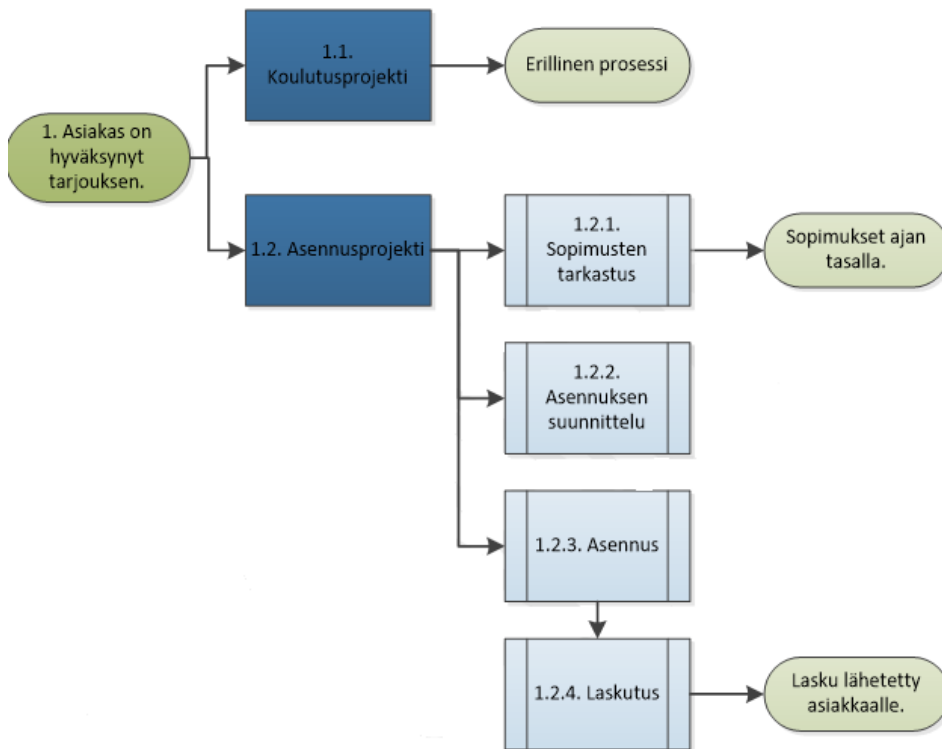 1.1.
Koulutusprojekti
Erillinen prosessi
1. Asiakas on
hyväksynyt
tarjouksen.
1.2. Asennusprojekti
1.2.1.
Sopimusten
tarkastus
Sopimukset ajan
tasalla.
1.2.2.
Asennuksen
suunnittelu
1.2.3. Asennus
1.2.4. Laskutus
Lasku lähetetty
asiakkaalle.